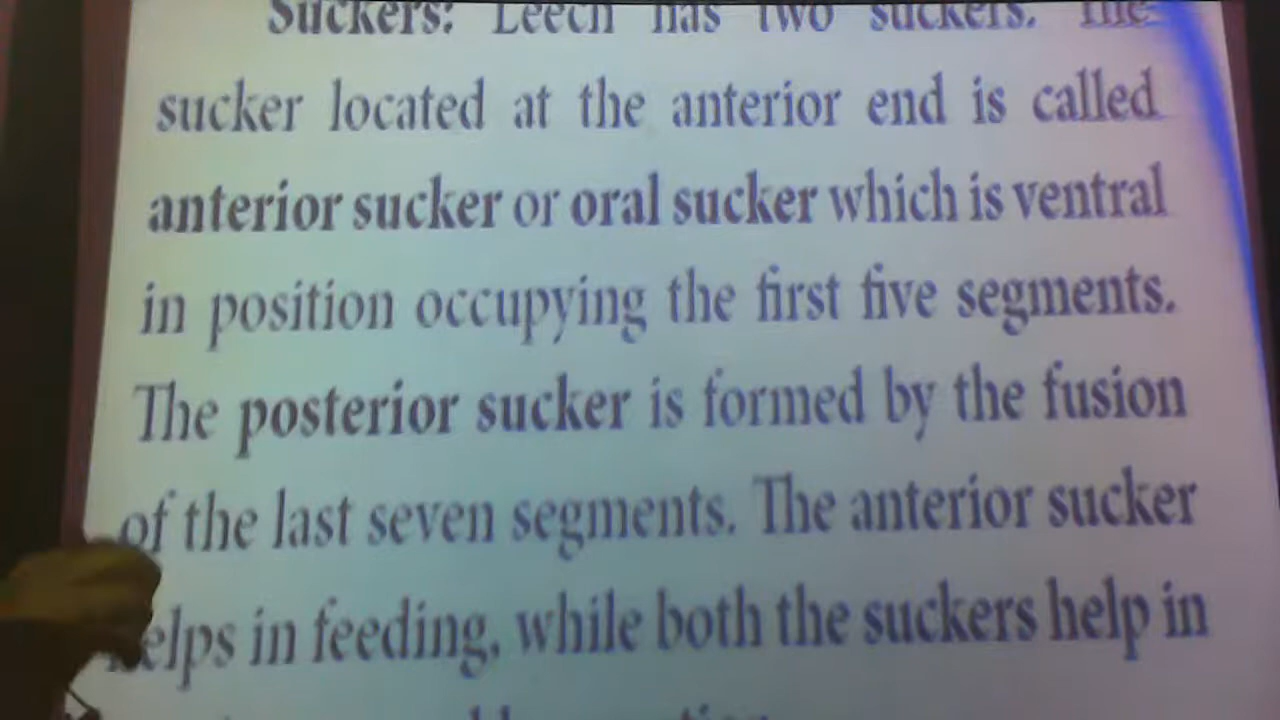 Suckers: Leech has two suckers. The
sucker located at the anterior end is called
anterior sucker or oral sucker which is ventral
in position occupying the first five segments.
The posterior sucker is formed by the fusion
of the last seven segments. The anterior sucker
helps in feeding, while both the suckers help in